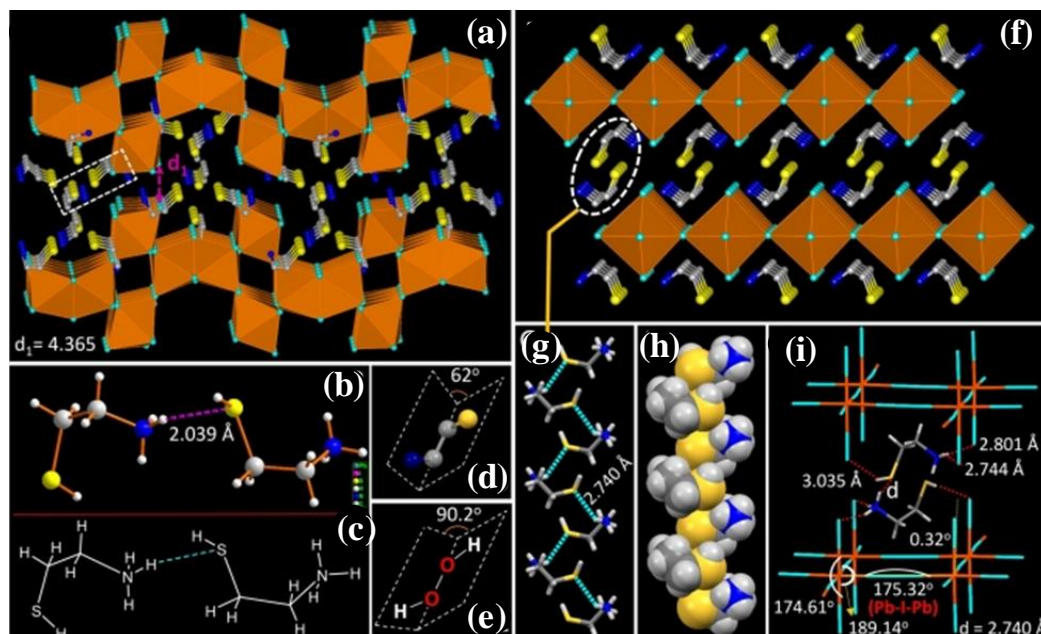 (a)
d₁
d₁= 4.365
(b)
2.039 Å
(c)
H H
H
H
H
N H
S
H
H
S
H
H
H
H
H
N H
H
(d)
62°
(e)
90.2°
H
O
O
H
(f)
(g)
2.740 Å
(h)
(i)
2.801 Å
2.744 Å
3.035 Å
d
0.32°
175.32°
(Pb-I-Pb)
174.61°
189.14°
d = 2.740 Å